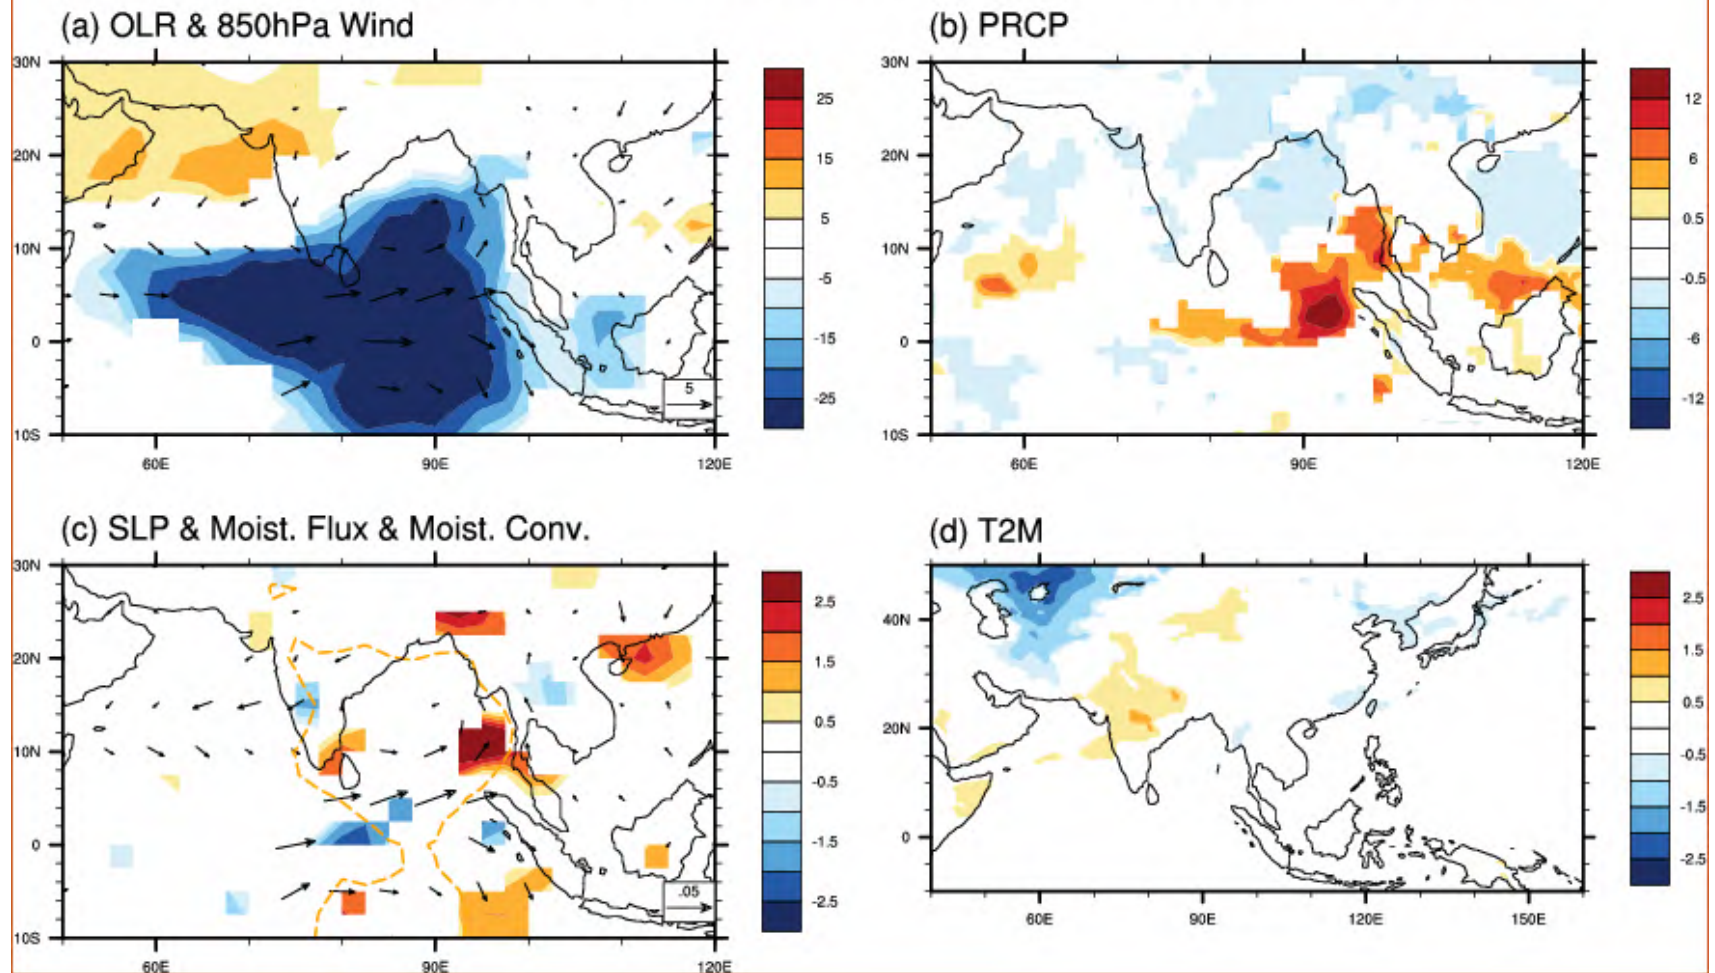 (a) OLR & 850hPa Wind
30N
20N
10N
0
10S
60E
90E
120E
5
25
15
5
-5
-15
-25
(b) PRCP
30N
20N
10N
0
10S
60E
90E
120E
12
6
0.5
-0.5
-6
-12
(c) SLP & Moist. Flux & Moist. Conv.
30N
20N
10N
0
10S
60E
90E
120E
.05
2.5
1.5
0.5
-0.5
-1.5
-2.5
(d) T2M
40N
20N
0
60E
90E
120E
150E
2.5
1.5
0.5
-0.5
-1.5
-2.5